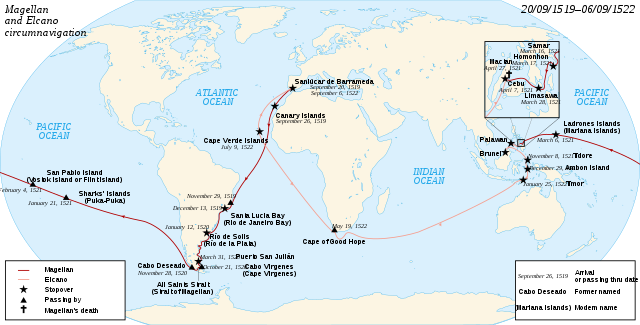 Magellan
and Elcano
circumnavigation
20/09/1519–06/09/1522
Samar
March 16, 1521
Homonhon
March 17, 1521
Mactan
April 27, 1521
Cebu
April 7, 1521
Limasawa
March 28, 1521
Sanlúcar de Barrameda
September 20, 1519
September 6, 1522
ATLANTIC
OCEAN
PACIFIC
OCEAN
Canary Islands
September 26, 1519
PACIFIC
OCEAN
Ladrones Islands
(Mariana Islands)
March 6, 1521
Cape Verde Islands
July 9, 1522
Palawan
Brunei
November 8, 1521
Tidore
December 29,
Ambon Island
San Pablo Island
(Vostok Island or Flint Island)
February 4, 1521
INDIAN
OCEAN
January 25, 1522
Timor
Sharks' Islands
(Puka-Puka)
January 21, 1521
November 29, 1519
December 13, 1519
Santa Lucia Bay
(Rio de Janeiro Bay)
January 12, 1520
Río de Solís
(Río de la Plata)
May 19, 1522
Cape of Good Hope
March 31,
Puerto San Julián
Cabo Deseado
November 28, 1520
October 21, 1520
Cabo Vírgenes
(Cape Virgenes)
All Saints Strait
(Strait of Magellan)
Magellan
Elcano
Stopover
Passing by
Magellan's death
September 26, 1519
Arrival
or passing thru date
Cabo Deseado
Former named
(Mariana Islands)
Modern name